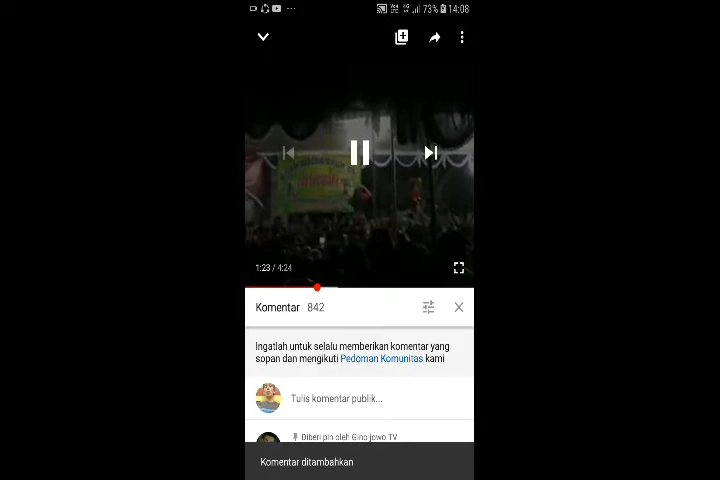 73% 14:08
1:23 / 4:24
Komentar 842
Ingatlah untuk selalu memberikan komentar yang
sopan dan mengikuti Pedoman Komunitas kami
Tulis komentar publik...
Diberi pin oleh Gino jowo TV
Komentar ditambahkan